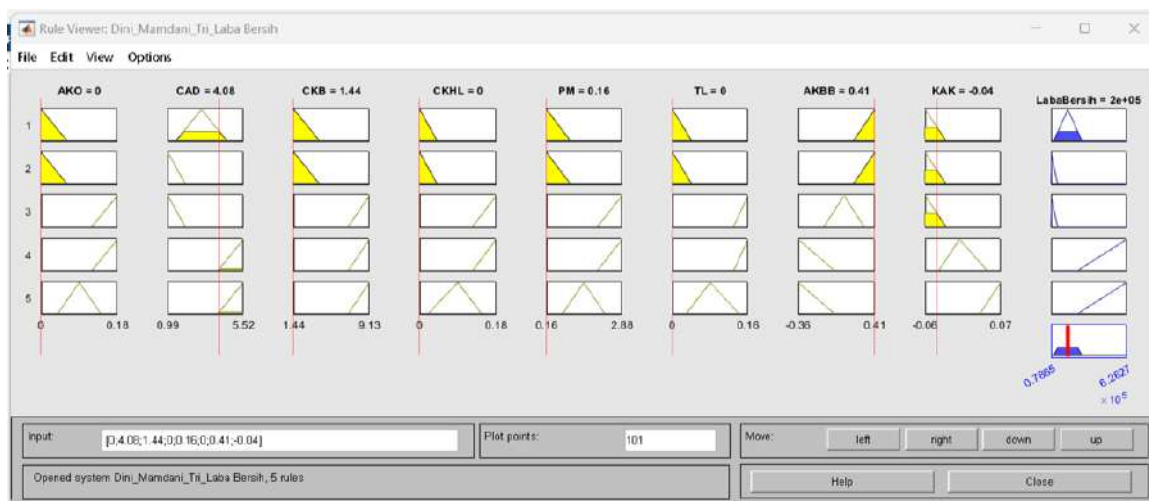 Rule Viewer: Dini_Mamdani_Tri_Laba Bersih
File Edit View Options
AKO = 0 CAD = 4.08 CKB = 1.44 CKHL = 0 PM = 0.16 TL = 0 AKBB = 0.41 KAK = -0.04 LabaBersih = 2e+05
1
2
3
4
5
0 0.18 0.99 5.52 1.44 9.13 0 0.18 0.16 2.88 0 0.16 -0.36 0.41 -0.06 0.07
0.7865 6.2627
× 10^5
Input: [0;4.08;1.44;0;0.16;0;0.41;-0.04] Plot points: 101 Move: left right down up
Opened system Dini_Mamdani_Tri_Laba Bersih, 5 rules Help Close